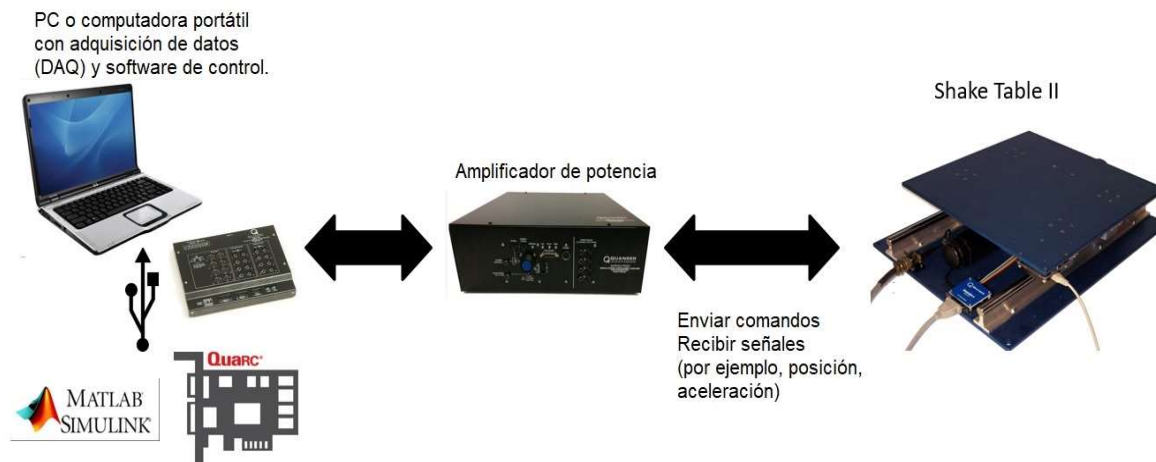 PC o computadora portátil
con adquisición de datos
(DAQ) y software de control.
Shake Table II
Amplificador de potencia
QUANSER
Enviar comandos
Recibir señales
(por ejemplo, posición,
aceleración)
QUARC®
MATLAB®
SIMULINK®